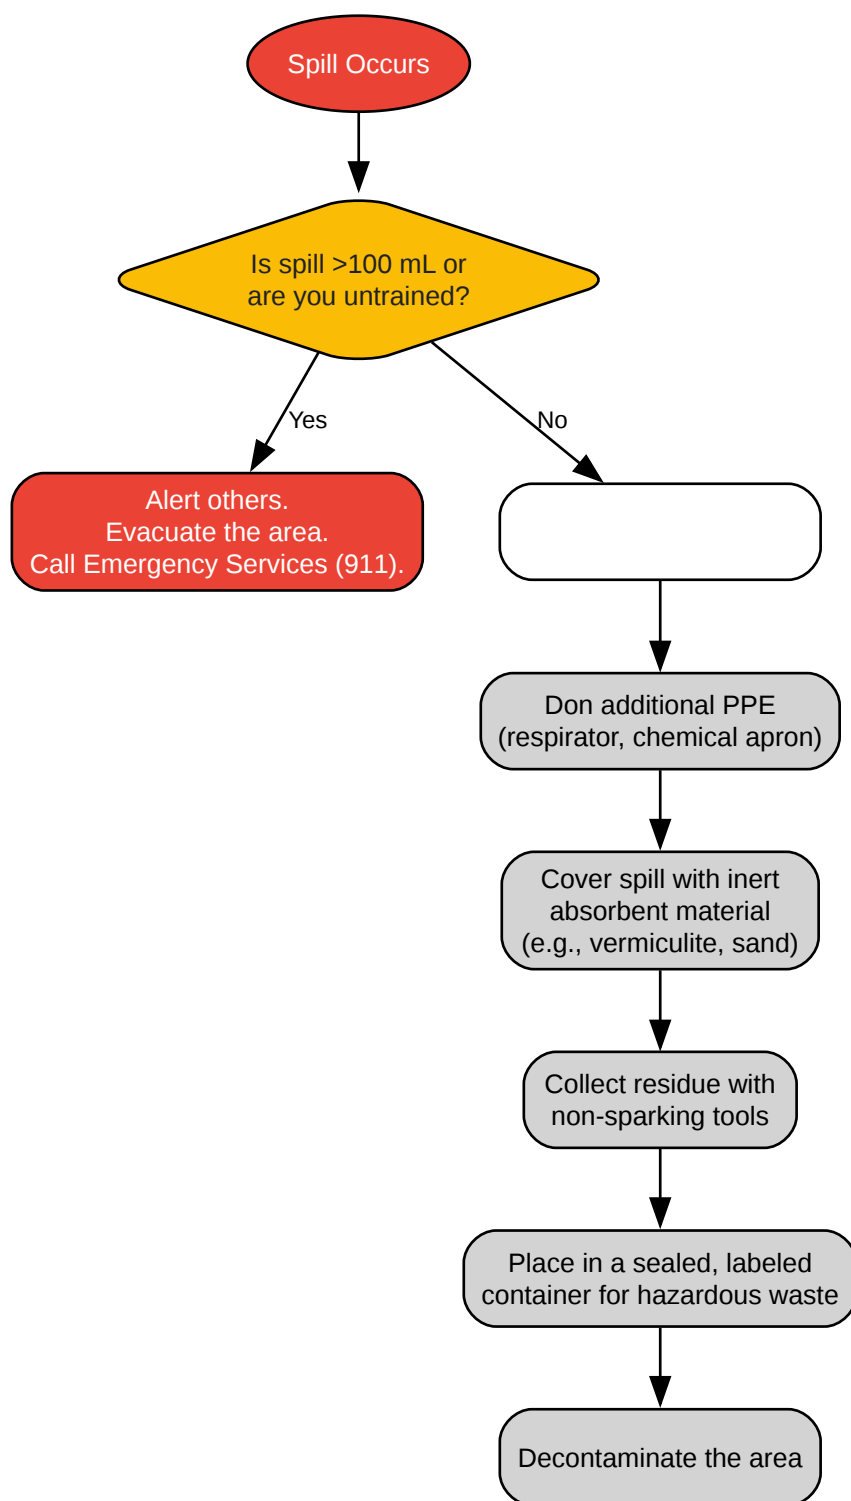 Spill Occurs
Is spill >100 mL or
are you untrained?
Yes
No
Alert others.
Evacuate the area.
Call Emergency Services (911).
Don additional PPE
(respirator, chemical apron)
Cover spill with inert
absorbent material
(e.g., vermiculite, sand)
Collect residue with
non-sparking tools
Place in a sealed, labeled
container for hazardous waste
Decontaminate the area